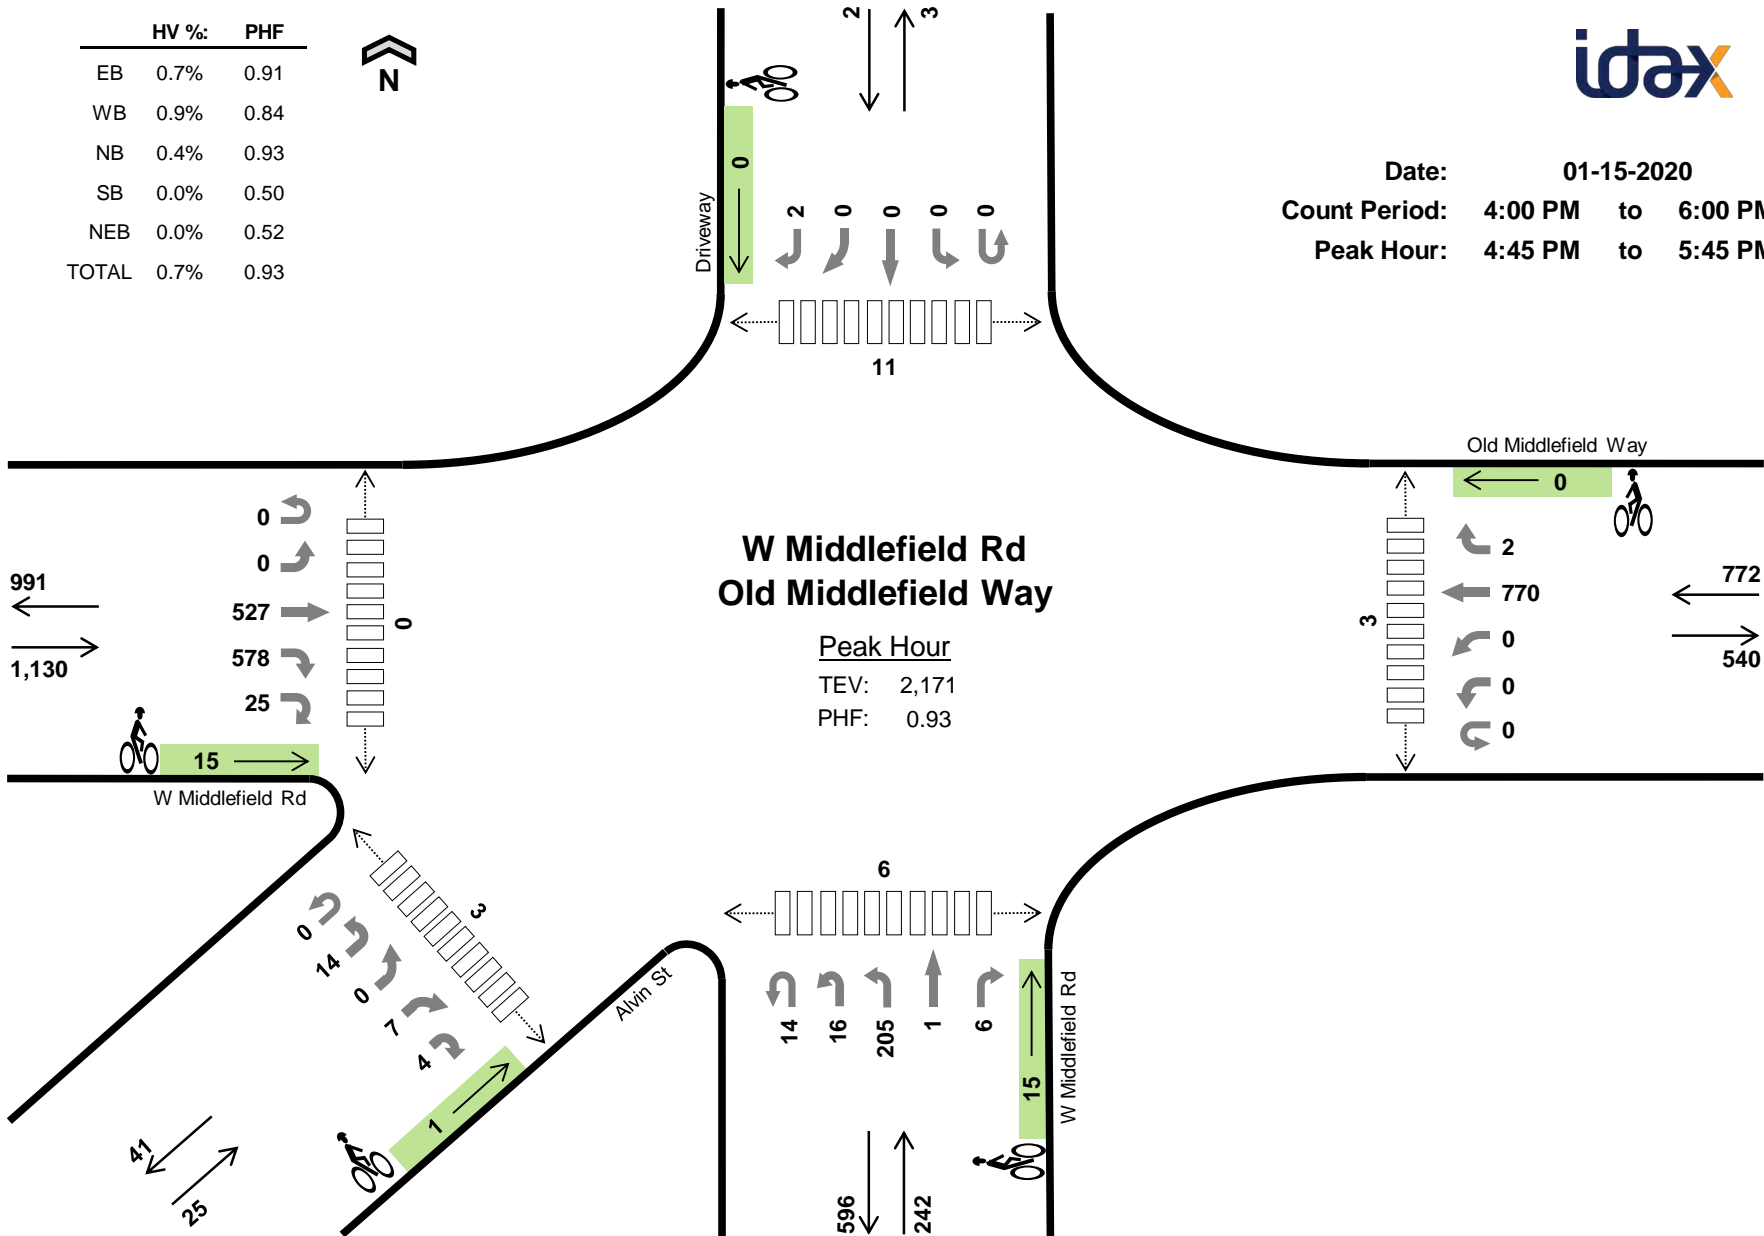 HV %: PHF
EB 0.7% 0.91
WB 0.9% 0.84
NB 0.4% 0.93
SB 0.0% 0.50
NEB 0.0% 0.52
TOTAL 0.7% 0.93
N
idax
Date: 01-15-2020
Count Period: 4:00 PM to 6:00 PM
Peak Hour: 4:45 PM to 5:45 PM
2 3
0
Driveway
2 0 0 0 0
11
Old Middlefield Way
0
2
770
0
0
0
3
772
540
0
0
527
578
25
0
991
1,130
15
W Middlefield Rd
W Middlefield Rd
Old Middlefield Way
Peak Hour
TEV: 2,171
PHF: 0.93
3
0
14
0
7
4
1
Alvin St
41
25
6
14 16 205 1 6
15
W Middlefield Rd
596 242